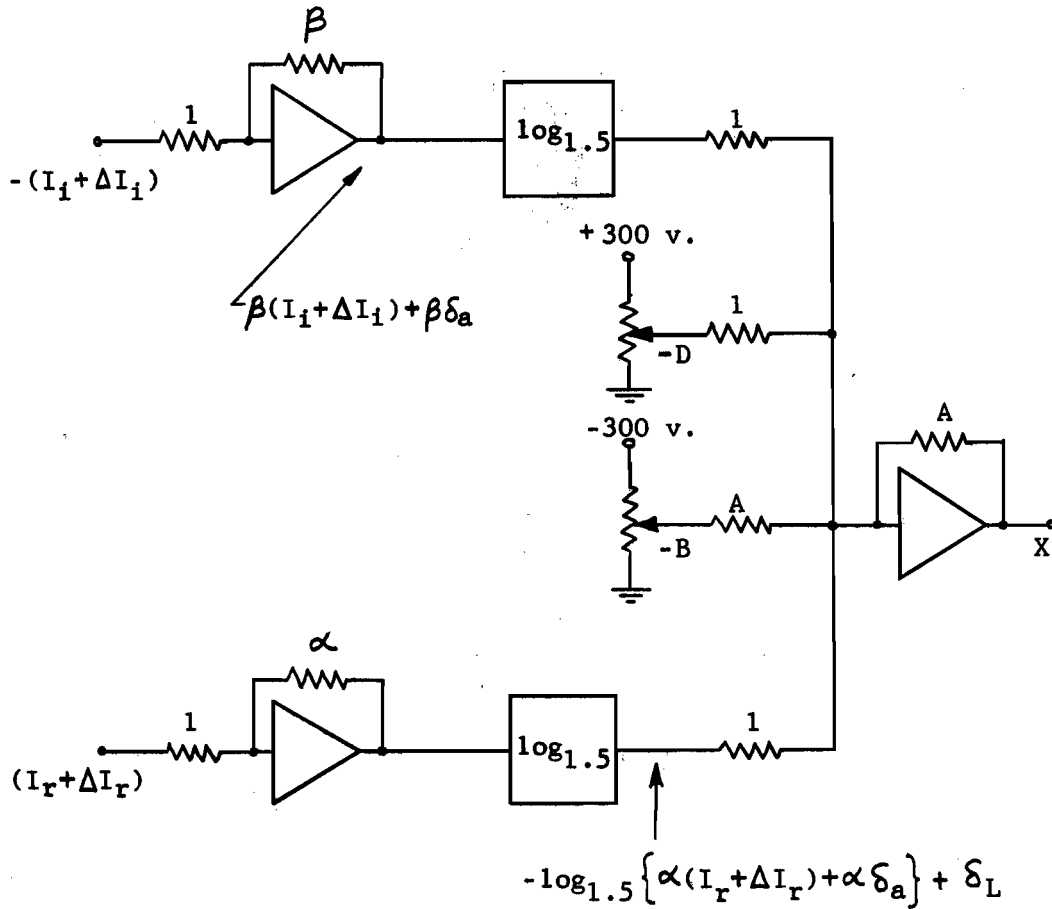 β
1
log₁.₅
1
-(Iᵢ+ΔIᵢ)
+300 v.
β(Iᵢ+ΔIᵢ)+βδₐ
1
-D
-300 v.
A
A
-B
X
α
1
log₁.₅
1
(Iᵣ+ΔIᵣ)
-log₁.₅{α(Iᵣ+ΔIᵣ)+αδₐ}+ δ_L